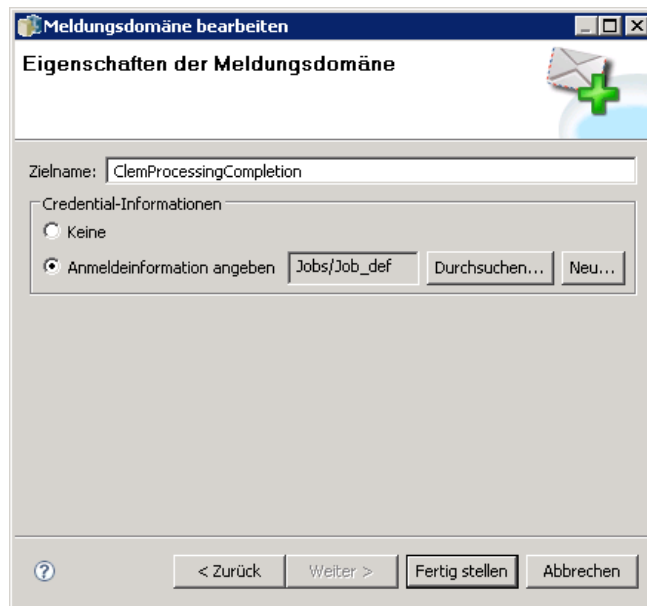 Meldungsdomäne bearbeiten
Eigenschaften der Meldungsdomäne
Zielname: ClemProcessingCompletion
Credential-Informationen
Keine
Anmeldeinformation angeben Jobs/Job_def Durchsuchen... Neu...
? < Zurück Weiter > Fertig stellen Abbrechen